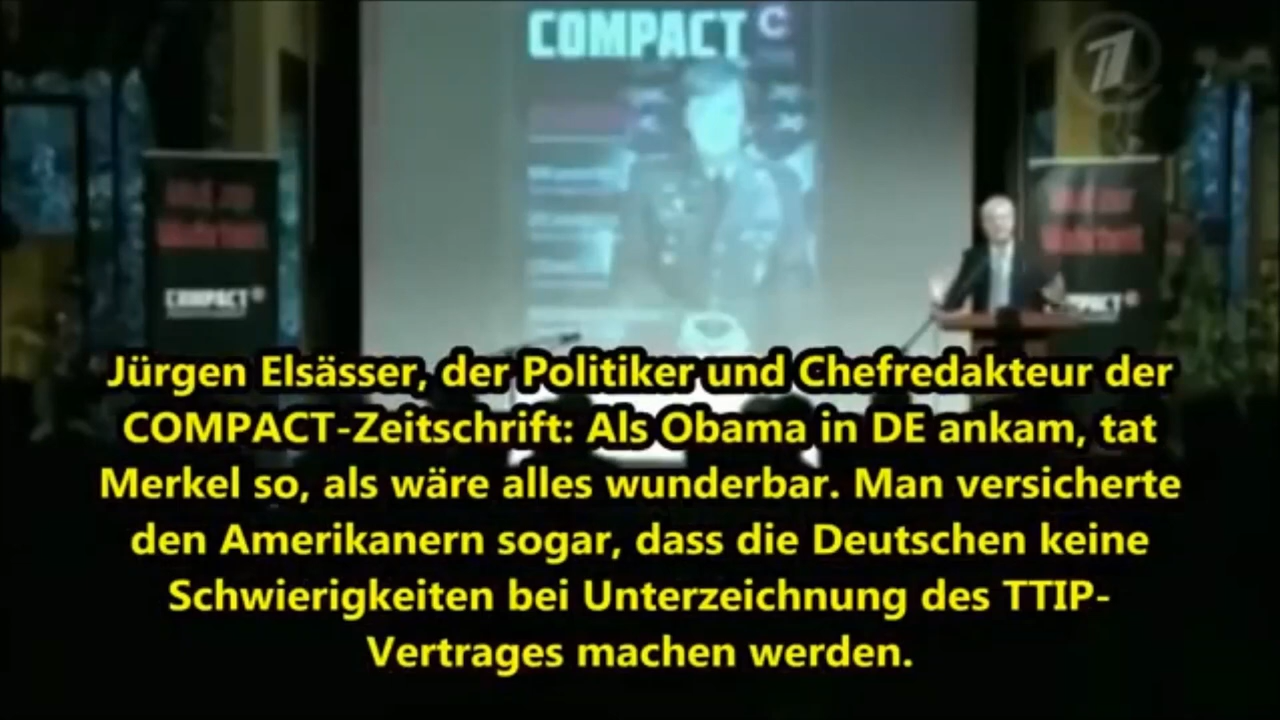 COMPACT C
COMPACT
COMPACT
Jürgen Elsässer, der Politiker und Chefredakteur der
COMPACT-Zeitschrift: Als Obama in DE ankam, tat
Merkel so, als wäre alles wunderbar. Man versicherte
den Amerikanern sogar, dass die Deutschen keine
Schwierigkeiten bei Unterzeichnung des TTIP-
Vertrages machen werden.